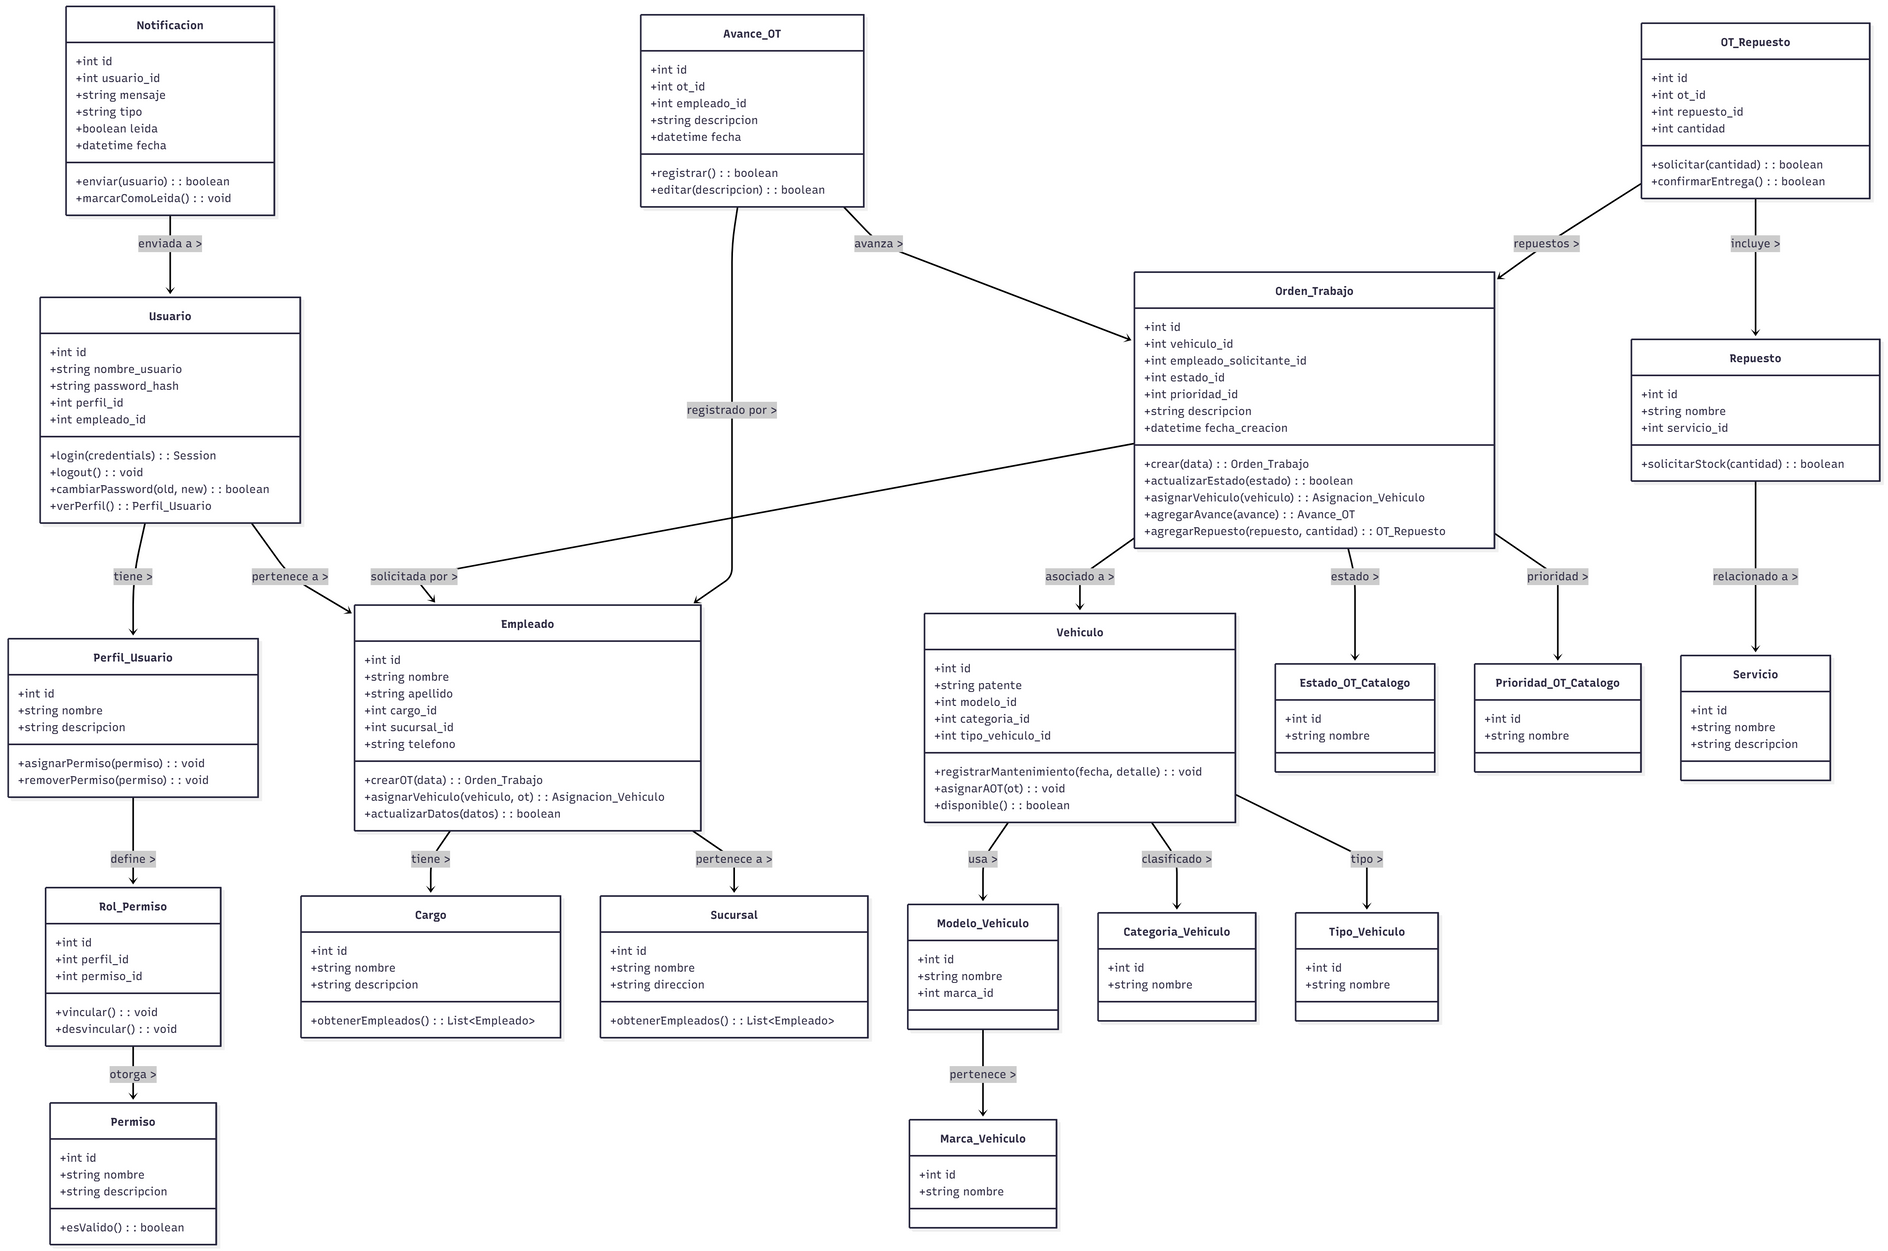 Notificacion
+int id
+int usuario_id
+string mensaje
+string tipo
+boolean leida
+datetime fecha
+enviar(usuario) : : boolean
+marcarComoLeida() : : void
Avance_OT
+int id
+int ot_id
+int empleado_id
+string descripcion
+datetime fecha
+registrar() : : boolean
+editar(descripcion) : : boolean
OT_Repuesto
+int id
+int ot_id
+int repuesto_id
+int cantidad
+solicitar(cantidad) : : boolean
+confirmarEntrega() : : boolean
enviada a >
avanza >
repuestos >
incluye >
Usuario
+int id
+string nombre_usuario
+string password_hash
+int perfil_id
+int empleado_id
+login(credentials) : : Session
+logout() : : void
+cambiarPassword(old, new) : : boolean
+verPerfil() : : Perfil_Usuario
registrado por >
Orden_Trabajo
+int id
+int vehiculo_id
+int empleado_solicitante_id
+int estado_id
+int prioridad_id
+string descripcion
+datetime fecha_creacion
+crear(data) : : Orden_Trabajo
+actualizarEstado(estado) : : boolean
+asignarVehiculo(vehiculo) : : Asignacion_Vehiculo
+agregarAvance(avance) : : Avance_OT
+agregarRepuesto(repuesto, cantidad) : : OT_Repuesto
Repuesto
+int id
+string nombre
+int servicio_id
+solicitarStock(cantidad) : : boolean
tiene >
pertenece a >
solicitada por >
asociado a >
estado >
prioridad >
relacionado a >
Perfil_Usuario
+int id
+string nombre
+string descripcion
+asignarPermiso(permiso) : : void
+removerPermiso(permiso) : : void
Empleado
+int id
+string nombre
+string apellido
+int cargo_id
+int sucursal_id
+string telefono
+crearOT(data) : : Orden_Trabajo
+asignarVehiculo(vehiculo, ot) : : Asignacion_Vehiculo
+actualizarDatos(datos) : : boolean
Vehiculo
+int id
+string patente
+int modelo_id
+int categoria_id
+int tipo_vehiculo_id
+registrarMantenimiento(fecha, detalle) : : void
+asignarAOT(ot) : : void
+disponible() : : boolean
Estado_OT_Catalogo
+int id
+string nombre
Prioridad_OT_Catalogo
+int id
+string nombre
Servicio
+int id
+string nombre
+string descripcion
define >
tiene >
pertenece a >
usa >
clasificado >
tipo >
Rol_Permiso
+int id
+int perfil_id
+int permiso_id
+vincular() : : void
+desvincular() : : void
Cargo
+int id
+string nombre
+string descripcion
+obtenerEmpleados() : : List<Empleado>
Sucursal
+int id
+string nombre
+string direccion
+obtenerEmpleados() : : List<Empleado>
Modelo_Vehiculo
+int id
+string nombre
+int marca_id
Categoria_Vehiculo
+int id
+string nombre
Tipo_Vehiculo
+int id
+string nombre
otorga >
pertenece >
Permiso
+int id
+string nombre
+string descripcion
+esValido() : : boolean
Marca_Vehiculo
+int id
+string nombre